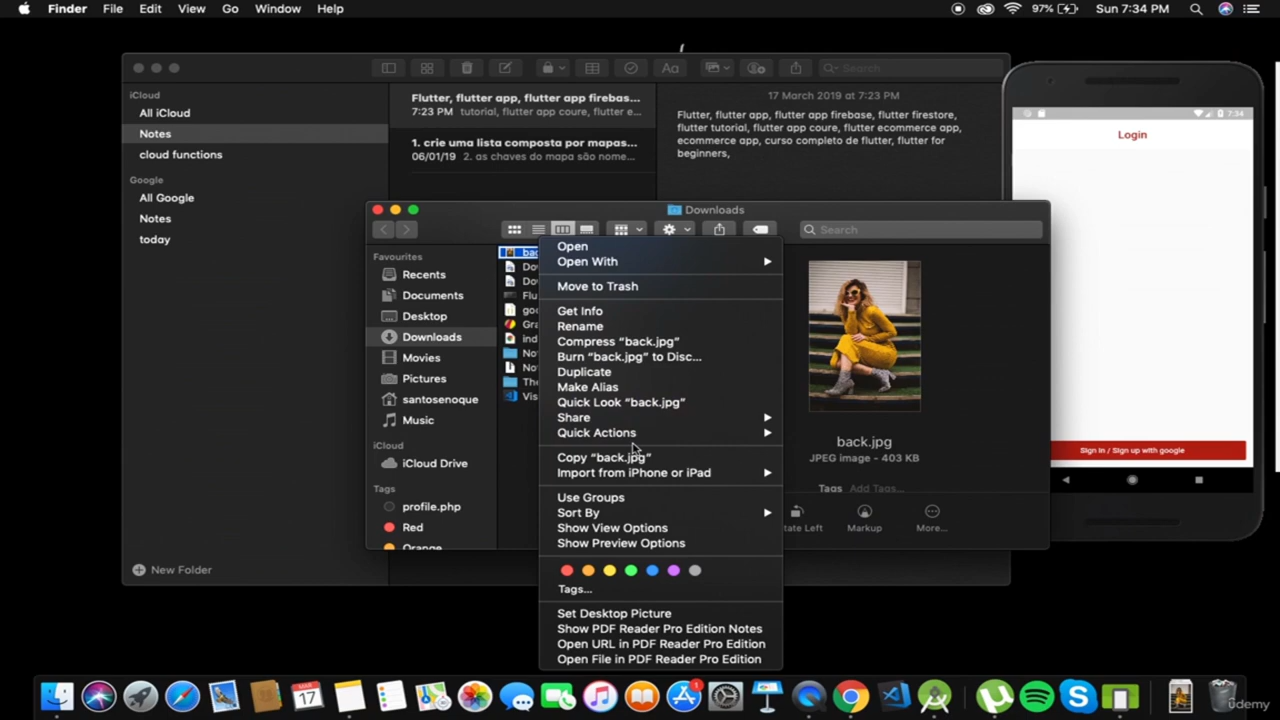 Finder File Edit View Go Window Help
97% Sun 7:34 PM
Aa
Search
iCloud
All iCloud
Notes
cloud functions
Google
All Google
Notes
today
New Folder
Flutter, flutter app, flutter app firebas...
7:23 PM tutorial, flutter app coure, flutter e...
1. crie uma lista composta por mapas...
06/01/19 2. as chaves do mapa são nome...
17 March 2019 at 7:23 PM
Flutter, flutter app, flutter app firebase, flutter firestore,
flutter tutorial, flutter app coure, flutter ecommerce app,
ecommerce app, curso completo de flutter, flutter for
beginners,
Downloads
Search
Favourites
Recents
Documents
Desktop
Downloads
Movies
Pictures
santosenoque
Music
iCloud
iCloud Drive
Tags
profile.php
Red
Orange
Open
Open With
Move to Trash
Get Info
Rename
Compress “back.jpg”
Burn “back.jpg” to Disc...
Duplicate
Make Alias
Quick Look “back.jpg”
Share
Quick Actions
Copy “back.jpg”
Import from iPhone or iPad
Use Groups
Sort By
Show View Options
Show Preview Options
Tags...
Set Desktop Picture
Show PDF Reader Pro Edition Notes
Open URL in PDF Reader Pro Edition
Open File in PDF Reader Pro Edition
back.jpg
JPEG image - 403 KB
Tags Add Tags...
Markup
More...
7:34
Login
Sign in / Sign up with google
MAR
17
1
ûdemy